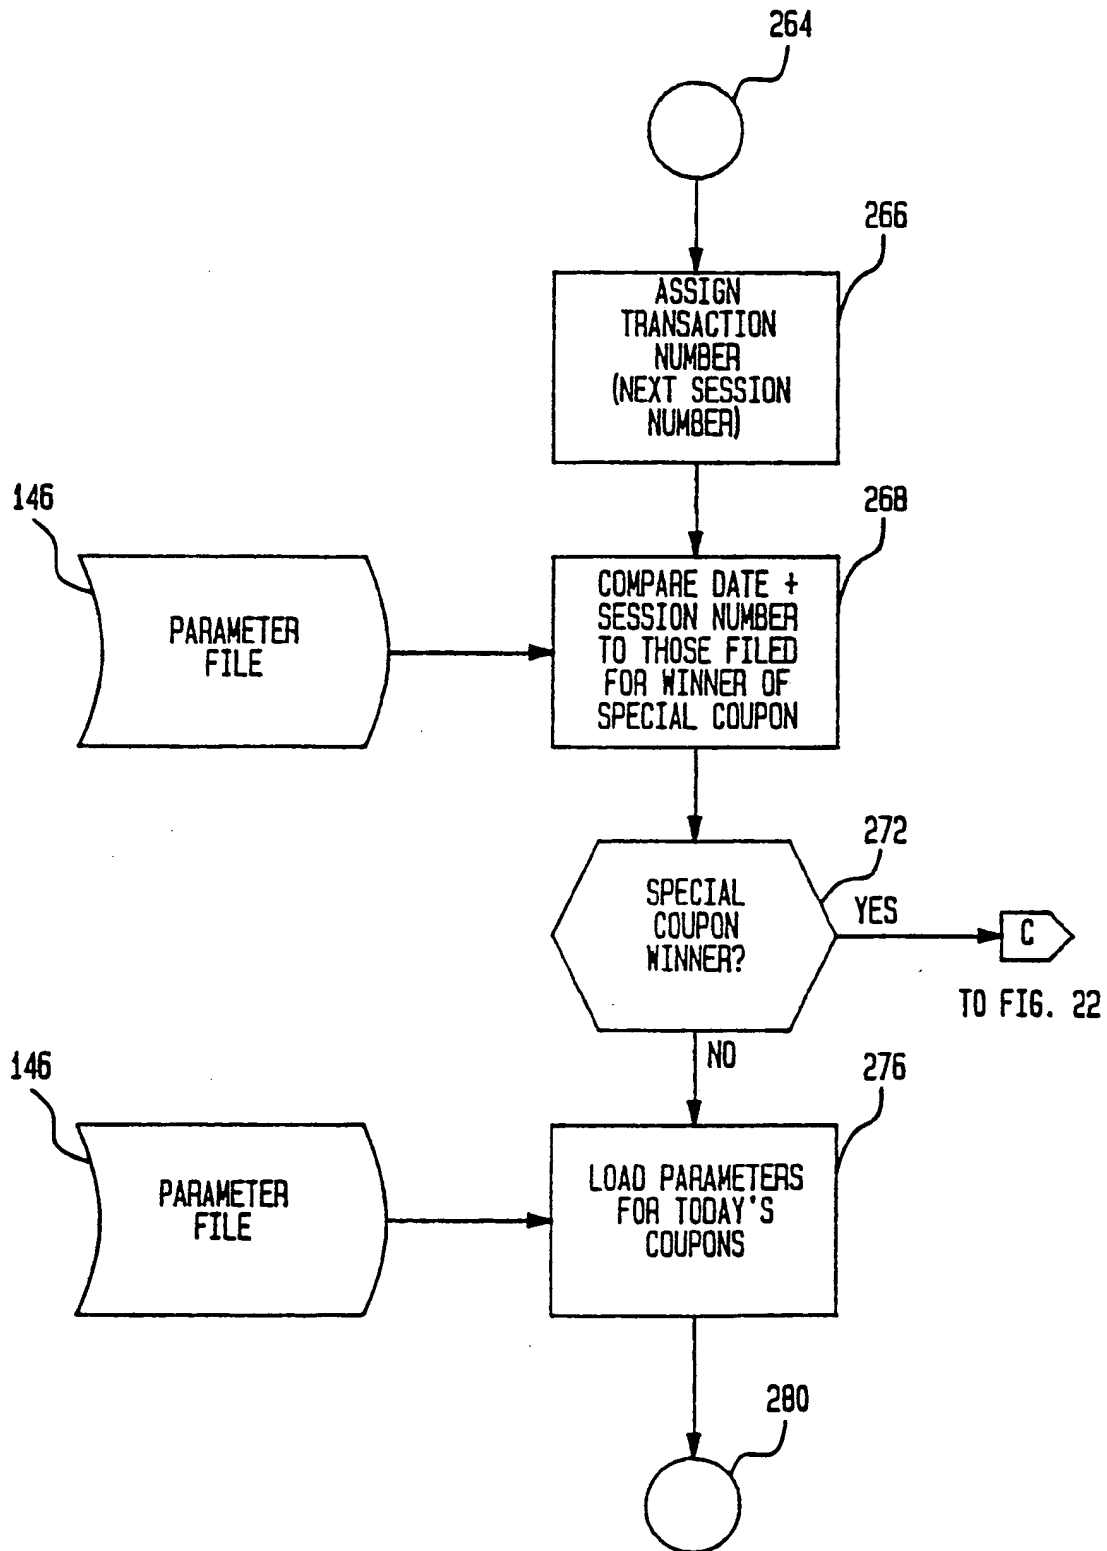 264
266
ASSIGN
TRANSACTION
NUMBER
(NEXT SESSION
NUMBER)
146
268
PARAMETER
FILE
COMPARE DATE +
SESSION NUMBER
TO THOSE FILED
FOR WINNER OF
SPECIAL COUPON
272
SPECIAL
COUPON
WINNER?
YES
C
TO FIG. 22
NO
146
276
PARAMETER
FILE
LOAD PARAMETERS
FOR TODAY'S
COUPONS
280